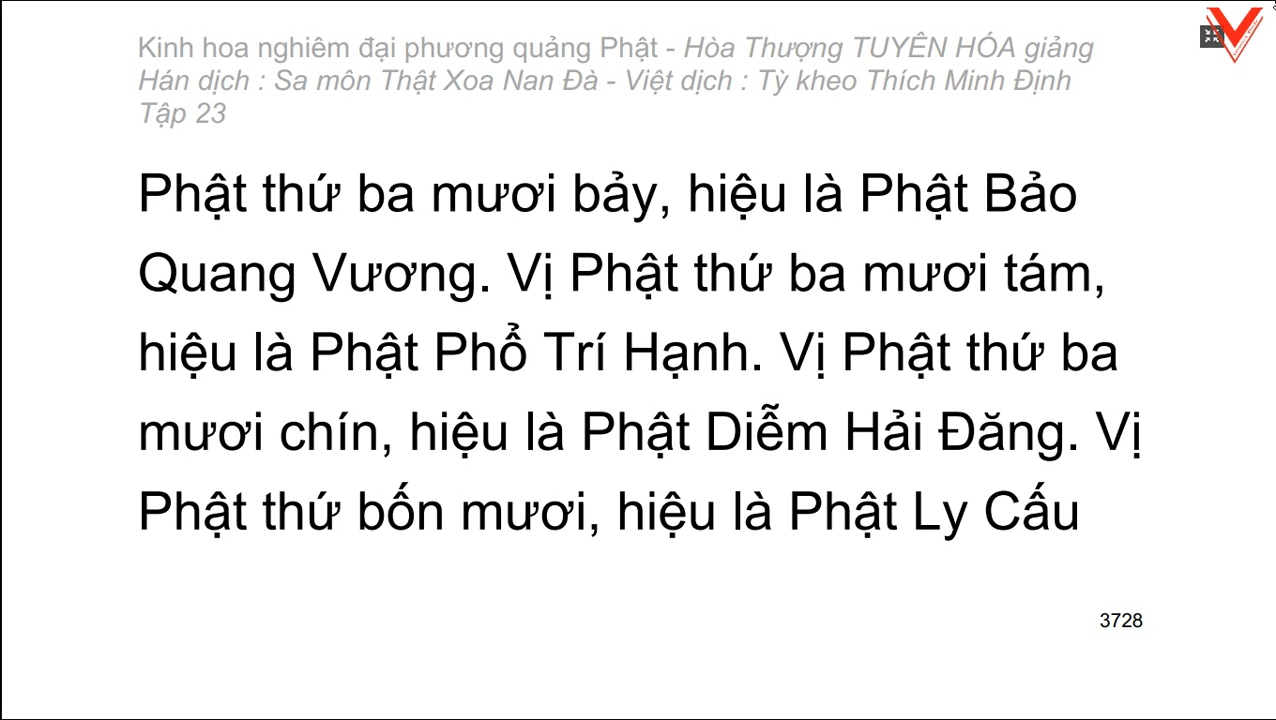 Kinh hoa nghiêm đại phương quảng Phật - Hòa Thượng TUYÊN HÓA giảng
Hán dịch : Sa môn Thật Xoa Nan Đà - Việt dịch : Tỳ kheo Thích Minh Định
Tập 23
Phật thứ ba mươi bảy, hiệu là Phật Bảo
Quang Vương. Vị Phật thứ ba mươi tám,
hiệu là Phật Phổ Trí Hạnh. Vị Phật thứ ba
mươi chín, hiệu là Phật Diễm Hải Đăng. Vị
Phật thứ bốn mươi, hiệu là Phật Ly Cấu
3728